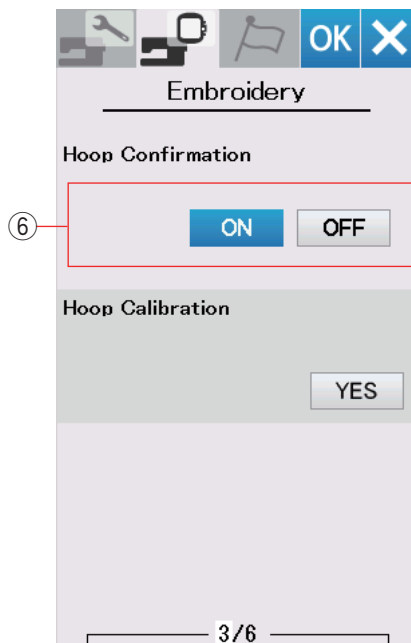 OK X
Embroidery
Hoop Confirmation
⑥ ON OFF
Hoop Calibration
YES
3/6